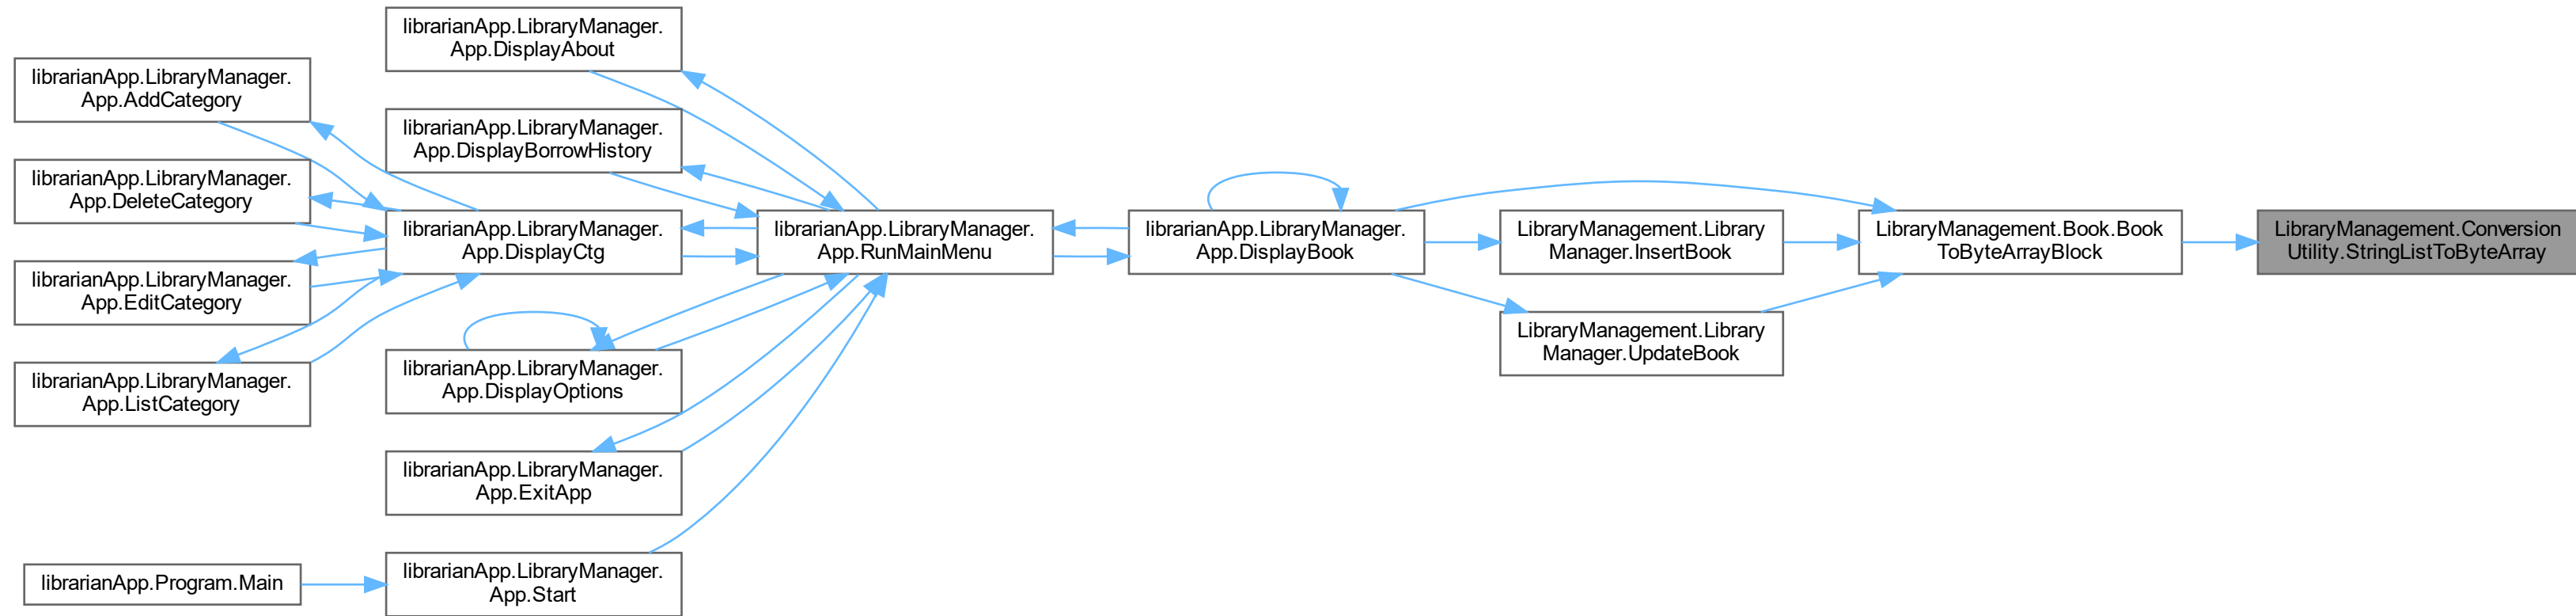 librarianApp.LibraryManager.
App.DisplayAbout
librarianApp.LibraryManager.
App.AddCategory
librarianApp.LibraryManager.
App.DisplayBorrowHistory
librarianApp.LibraryManager.
App.DeleteCategory
librarianApp.LibraryManager.
App.DisplayCtg
librarianApp.LibraryManager.
App.RunMainMenu
librarianApp.LibraryManager.
App.DisplayBook
LibraryManagement.Library
Manager.InsertBook
LibraryManagement.Book.Book
ToByteArrayBlock
LibraryManagement.Conversion
Utility.StringListToByteArray
librarianApp.LibraryManager.
App.EditCategory
LibraryManagement.Library
Manager.UpdateBook
librarianApp.LibraryManager.
App.DisplayOptions
librarianApp.LibraryManager.
App.ListCategory
librarianApp.LibraryManager.
App.ExitApp
librarianApp.Program.Main
librarianApp.LibraryManager.
App.Start